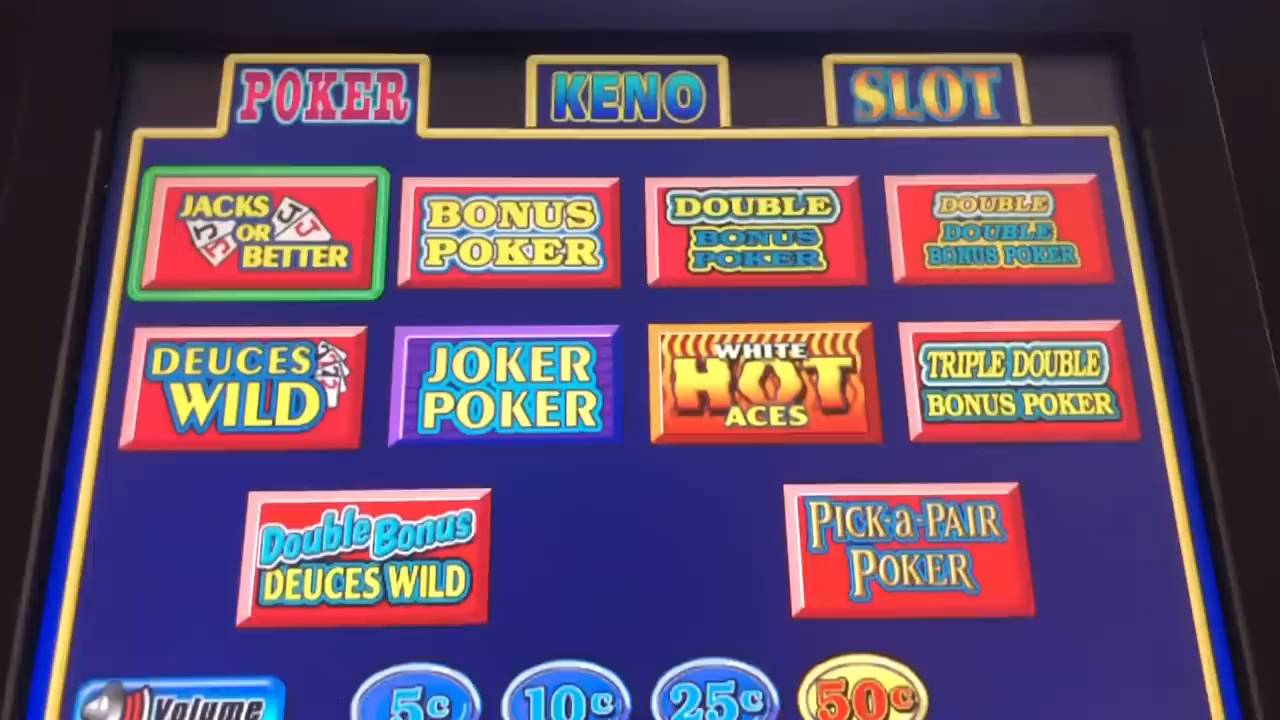 POKER KENO SLOT
JACKS
OR
BETTER
BONUS
POKER
DOUBLE
BONUS
POKER
DOUBLE
DOUBLE
BONUS POKER
DEUCES
WILD
JOKER
POKER
WHITE
HOT
ACES
TRIPLE DOUBLE
BONUS POKER
Double Bonus
DEUCES WILD
PICK-a-PAIR
POKER
Volume 5¢ 10¢ 25¢ 50¢